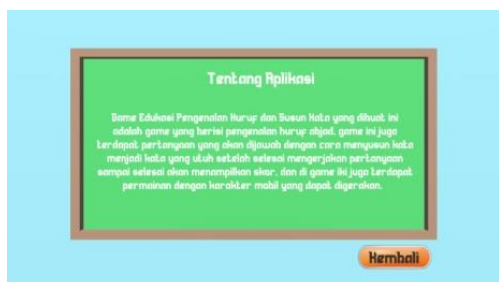 Tentang Aplikasi
Game Edukasi Pengenalan Huruf dan Susun Kata yang dibuat ini
adalah game yang berisi pengenalan huruf abjad, game ini juga
terdapat pertanyaan yang akan dijawab dengan cara menyusun kata
menjadi kata yang utuh setelah selesai mengerjakan pertanyaan
sampai selesai akan menampilkan skor, dan di game iki juga terdapat
permainan dengan karakter mobil yang dapat digerakan.
Kembali